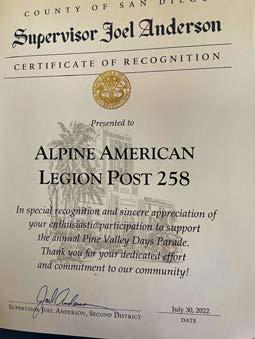 COUNTY OF SAN DIEGO
Supervisor Joel Anderson
CERTIFICATE OF RECOGNITION
Presented to
ALPINE AMERICAN
LEGION POST 258
In special recognition and sincere appreciation of
your enthusiastic participation to support
the annual Pine Valley Days Parade.
Thank you for your dedicated effort
and commitment to our community!
Joel Anderson
SUPERVISOR JOEL ANDERSON, SECOND DISTRICT
July 30, 2022
DATE